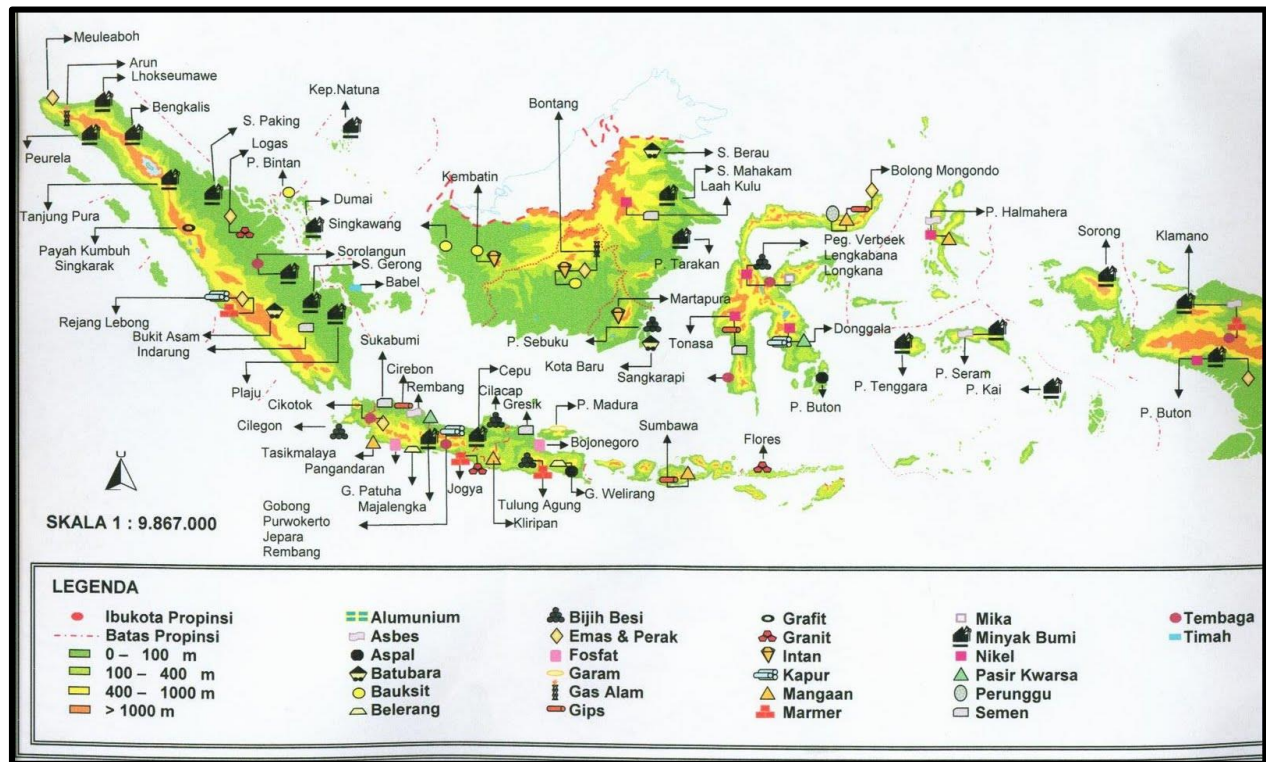 Meuleaboh
Arun
Lhokseumawe
Bengkalis
Kep.Natuna
Bontang
S. Paking
Logas
P. Bintan
Peurela
Kembatin
S. Berau
S. Mahakam
Laah Kulu
Bolong Mongondo
P. Halmahera
Tanjung Pura
Dumai
Singkawang
Sorong
Klamano
Payah Kumbuh
Singkarak
Sorolangun
S. Gerong
Babel
P. Tarakan
Peg. Verbeek
Lengkabana
Longkana
Rejang Lebong
Martapura
Bukit Asam
Indarung
Sukabumi
P. Sebuku
Tonasa
Donggala
Plaju
Cirebon
Rembang
Cepu
Cilacap
Gresik
Kota Baru
Sangkarapi
P. Tenggara
P. Seram
P. Kai
P. Buton
P. Buton
Cikotok
Cilegon
P. Madura
Tasikmalaya
Pangandaran
Bojonegoro
Sumbawa
Flores
G. Patuha
Majalengka
Jogya
Tulung Agung
G. Welirang
Kliripan
Gobong
Purwokerto
Jepara
Rembang
SKALA 1 : 9.867.000
LEGENDA
Ibukota Propinsi
Batas Propinsi
0 – 100 m
100 – 400 m
400 – 1000 m
> 1000 m
Alumunium
Asbes
Aspal
Batubara
Bauksit
Belerang
Bijih Besi
Emas & Perak
Fosfat
Garam
Gas Alam
Gips
Grafit
Granit
Intan
Kapur
Mangaan
Marmer
Mika
Minyak Bumi
Nikel
Pasir Kwarsa
Perunggu
Semen
Tembaga
Timah